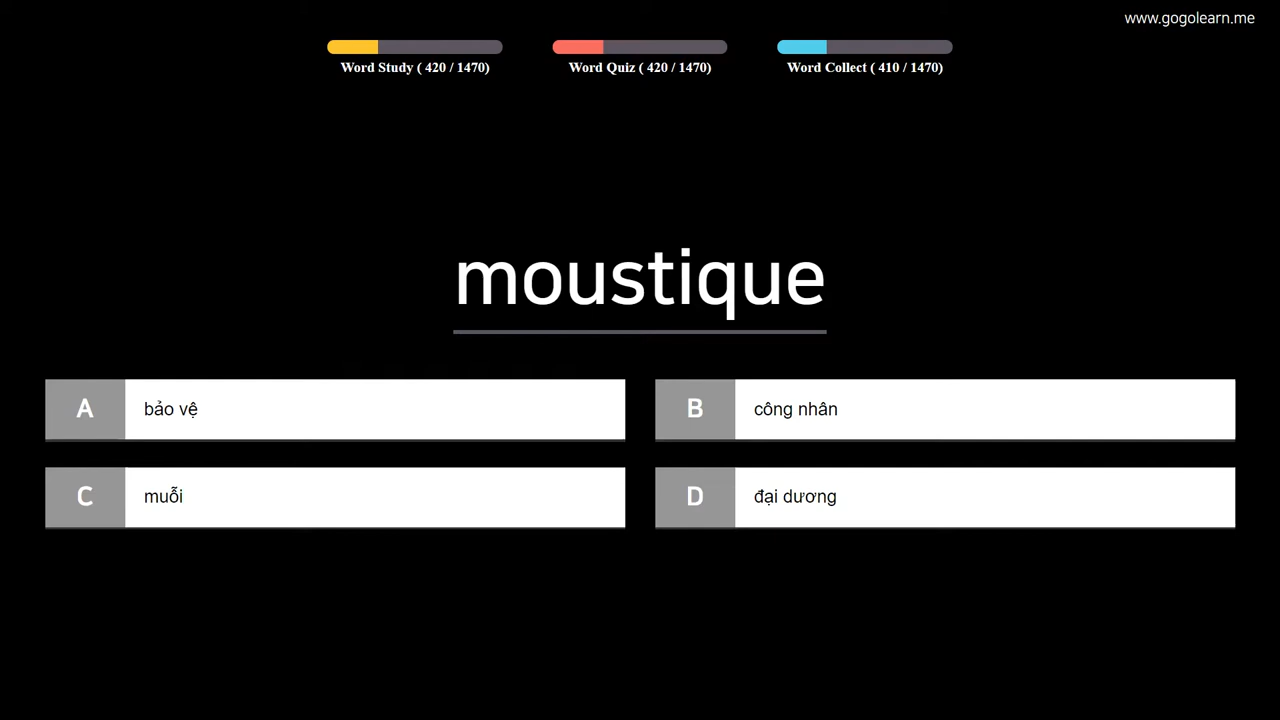 www.gogolearn.me
Word Study ( 420 / 1470)
Word Quiz ( 420 / 1470)
Word Collect ( 410 / 1470)
moustique
A bảo vệ
B công nhân
C muỗi
D đại dương